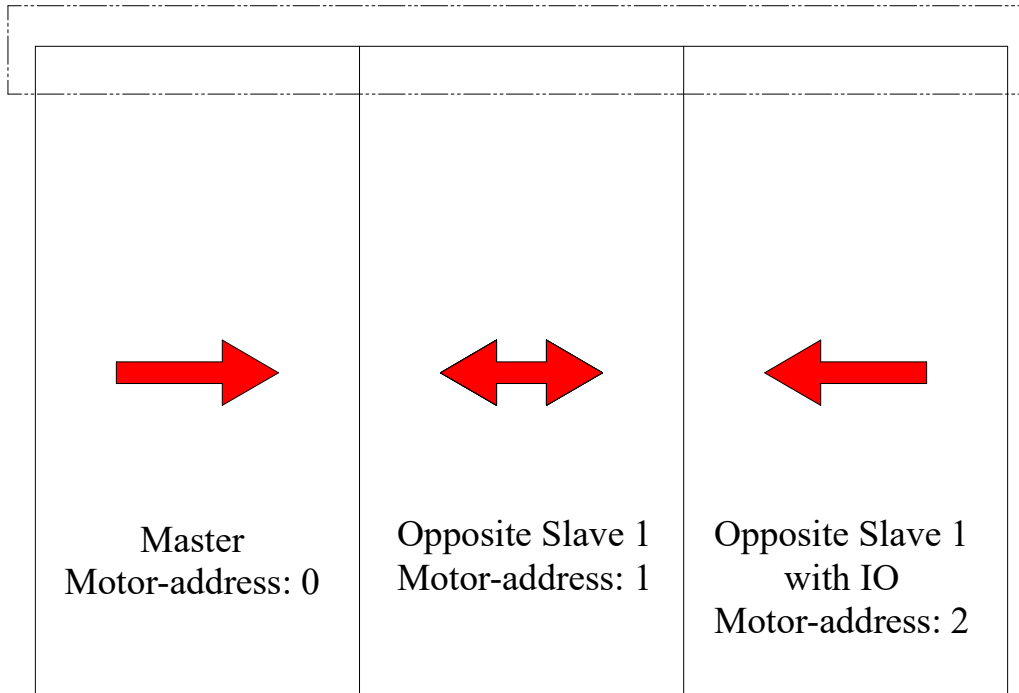 Master
Motor-address: 0
Opposite Slave 1
Motor-address: 1
Opposite Slave 1
with IO
Motor-address: 2